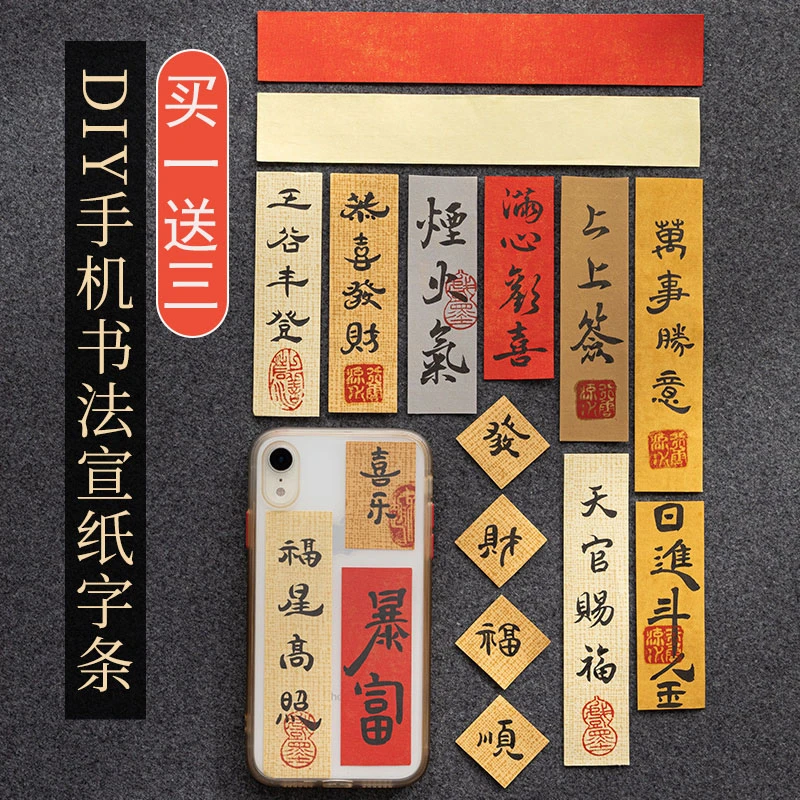 DIY手机书法宣纸字条
买一送三
五谷丰登
恭喜發財
煙火氣
滿心歡喜
上上簽
萬事勝意
發
財
福
順
天官賜福
日進斗金
喜乐
福星高照
暴富